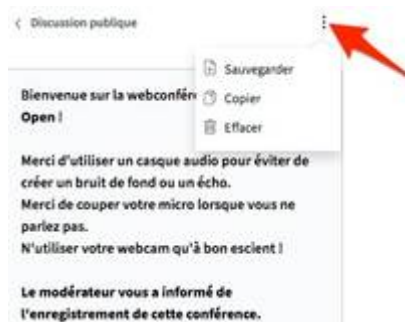 Discussion publique
Sauvegarder
Bienvenue sur la webconfér
Copier
Open !
Effacer
Merci d'utiliser un casque audio pour éviter de
créer un bruit de fond ou un écho.
Merci de couper votre micro lorsque vous ne
parlez pas.
N'utiliser votre webcam qu'à bon escient !
Le modérateur vous a informé de
l'enregistrement de cette conférence.